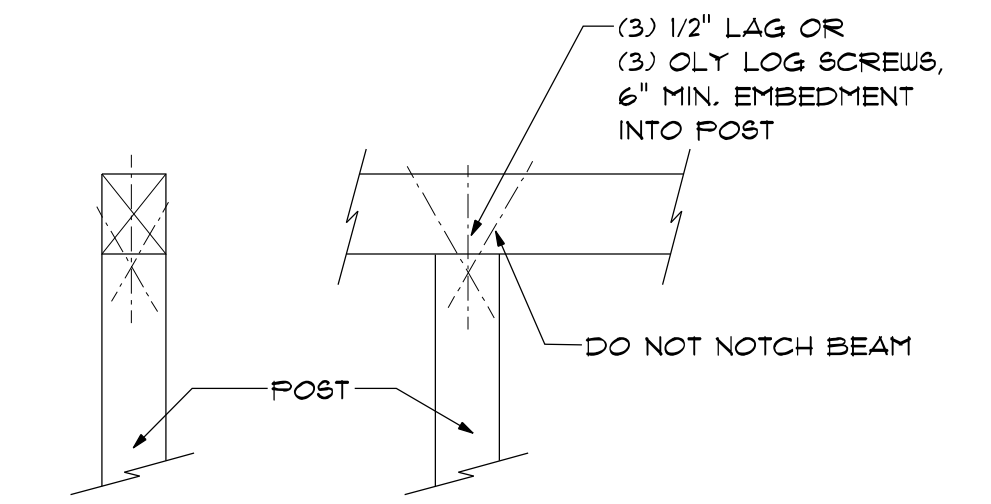 (3) 1/2" LAG OR
(3) OLY LOG SCREWS,
6" MIN. EMBEDMENT
INTO POST
DO NOT NOTCH BEAM
POST